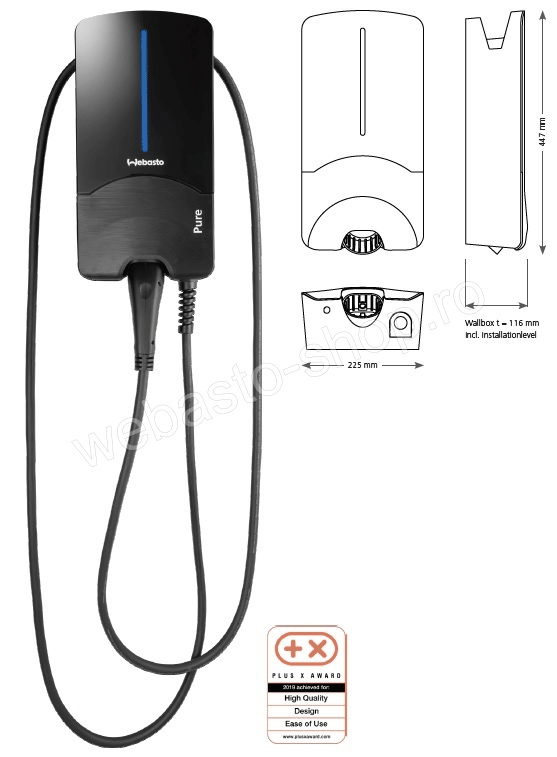 Webasto
Pure
447 mm
Wallbox t = 116 mm
Incl. Installationlevel
225 mm
webasto-shop.ro
PLUS X AWARD
2019 achieved for:
High Quality
Design
Ease of Use
www.plusxaward.com